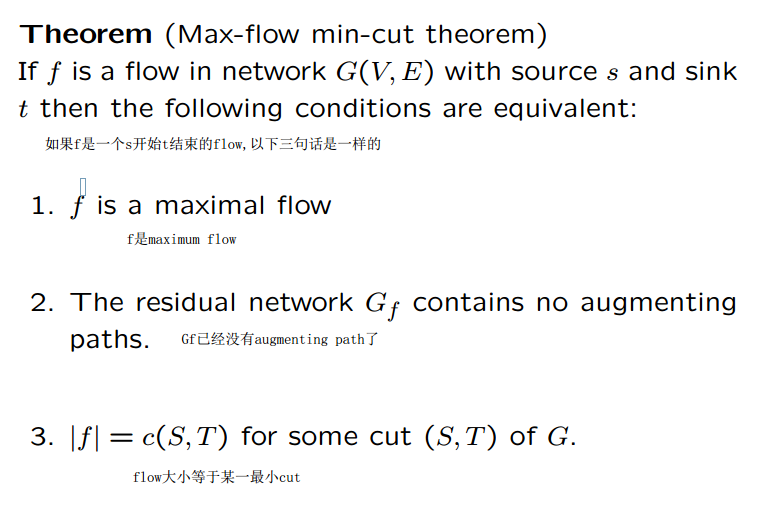 Theorem (Max-flow min-cut theorem)
If f is a flow in network G(V, E) with source s and sink
t then the following conditions are equivalent:
如果f是一个s开始t结束的flow,以下三句话是一样的
1. f is a maximal flow
f是maximum flow
2. The residual network G_f contains no augmenting
paths. Gf已经没有augmenting path了
3. |f| = c(S, T) for some cut (S, T) of G.
flow大小等于某一最小cut